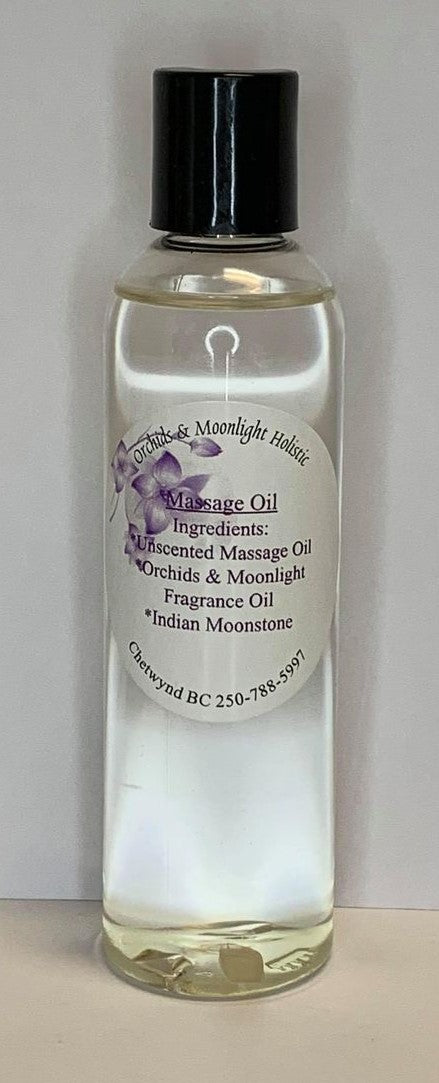 Orchids & Moonlight Holistic
Massage Oil
Ingredients:
*Unscented Massage Oil
*Orchids & Moonlight
Fragrance Oil
*Indian Moonstone
Chetwynd BC 250-788-5997